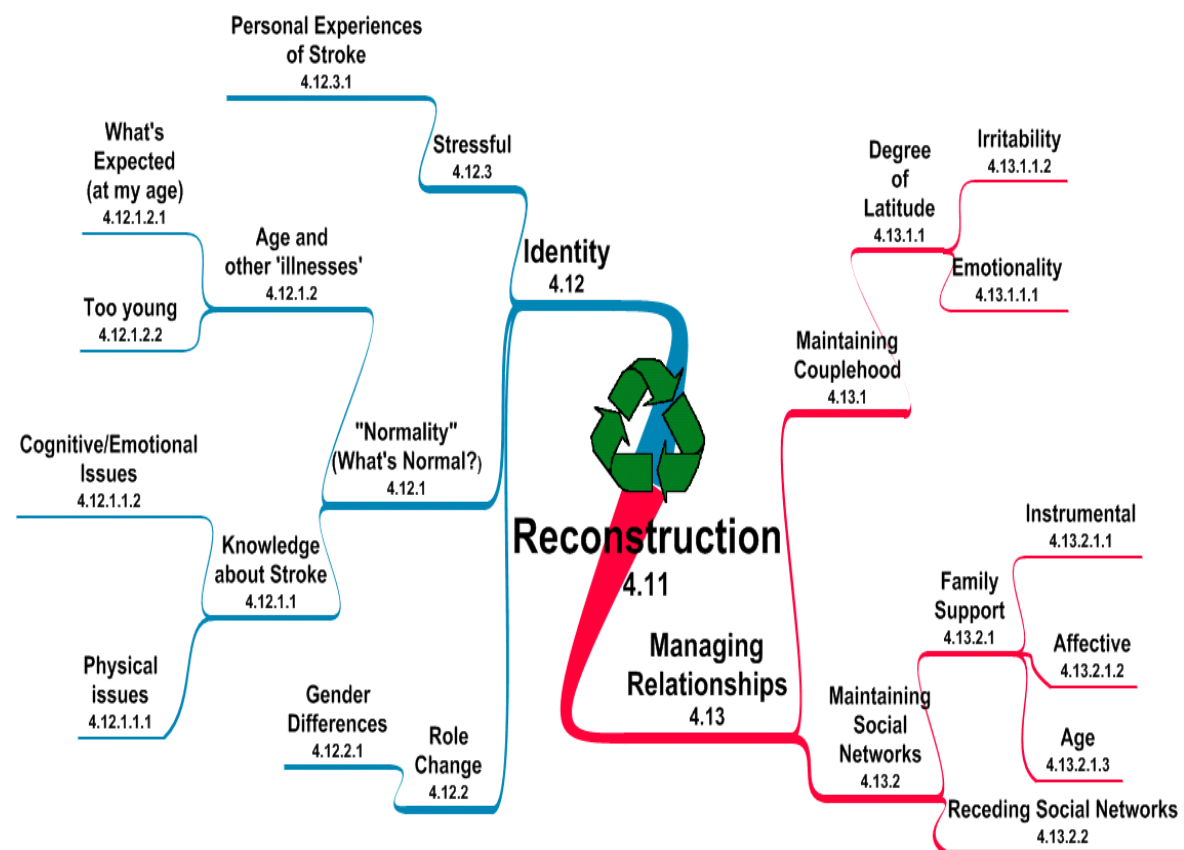 Personal Experiences
of Stroke
4.12.3.1
What's
Expected
(at my age)
4.12.1.2.1
Stressful
4.12.3
Age and
other 'illnesses'
4.12.1.2
Too young
4.12.1.2.2
Identity
4.12
"Normality"
(What's Normal?)
4.12.1
Cognitive/Emotional
Issues
4.12.1.1.2
Knowledge
about Stroke
4.12.1.1
Physical
issues
4.12.1.1.1
Gender
Differences
4.12.2.1
Role
Change
4.12.2
Reconstruction
4.11
Managing
Relationships
4.13
Maintaining
Couplehood
4.13.1
Degree
of
Latitude
4.13.1.1
Irritability
4.13.1.1.2
Emotionality
4.13.1.1.1
Maintaining
Social
Networks
4.13.2
Family
Support
4.13.2.1
Instrumental
4.13.2.1.1
Affective
4.13.2.1.2
Age
4.13.2.1.3
Receding Social Networks
4.13.2.2